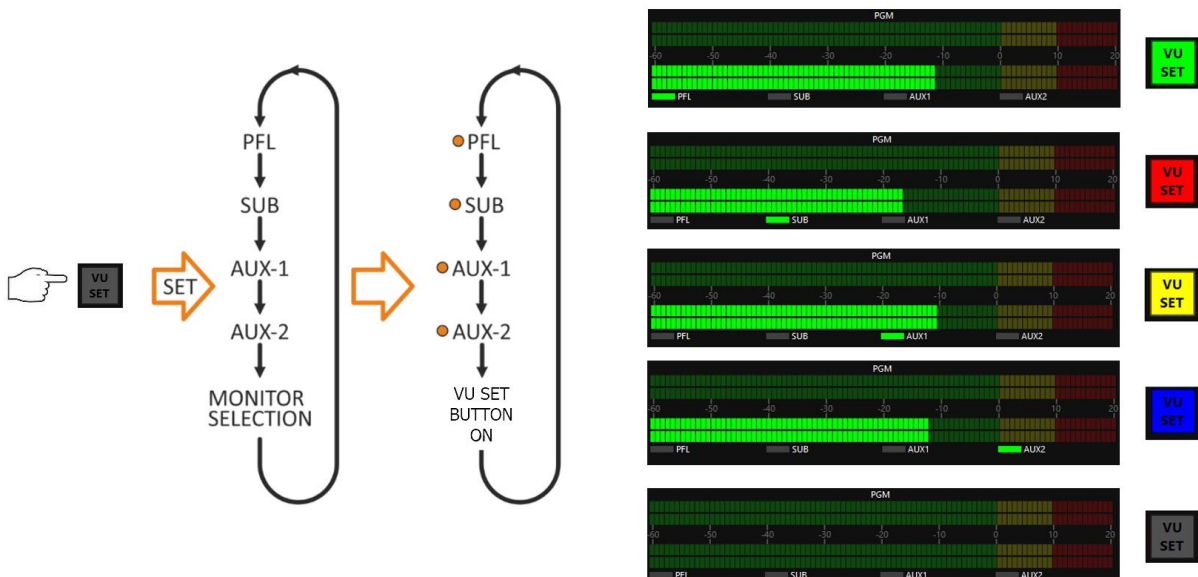 VU
SET
SET
PFL
SUB
AUX-1
AUX-2
MONITOR
SELECTION
PFL
SUB
AUX-1
AUX-2
VU SET
BUTTON
ON
PGM
-60 -50 -40 -30 -20 -10 0 10 20
PFL SUB AUX1 AUX2
VU
SET
PGM
-60 -50 -40 -30 -20 -10 0 10 20
PFL SUB AUX1 AUX2
VU
SET
PGM
-60 -50 -40 -30 -20 -10 0 10 20
PFL SUB AUX1 AUX2
VU
SET
PGM
-60 -50 -40 -30 -20 -10 0 10 20
PFL SUB AUX1 AUX2
VU
SET
PGM
-60 -50 -40 -30 -20 -10 0 10 20
PFL SUB AUX1 AUX2
VU
SET